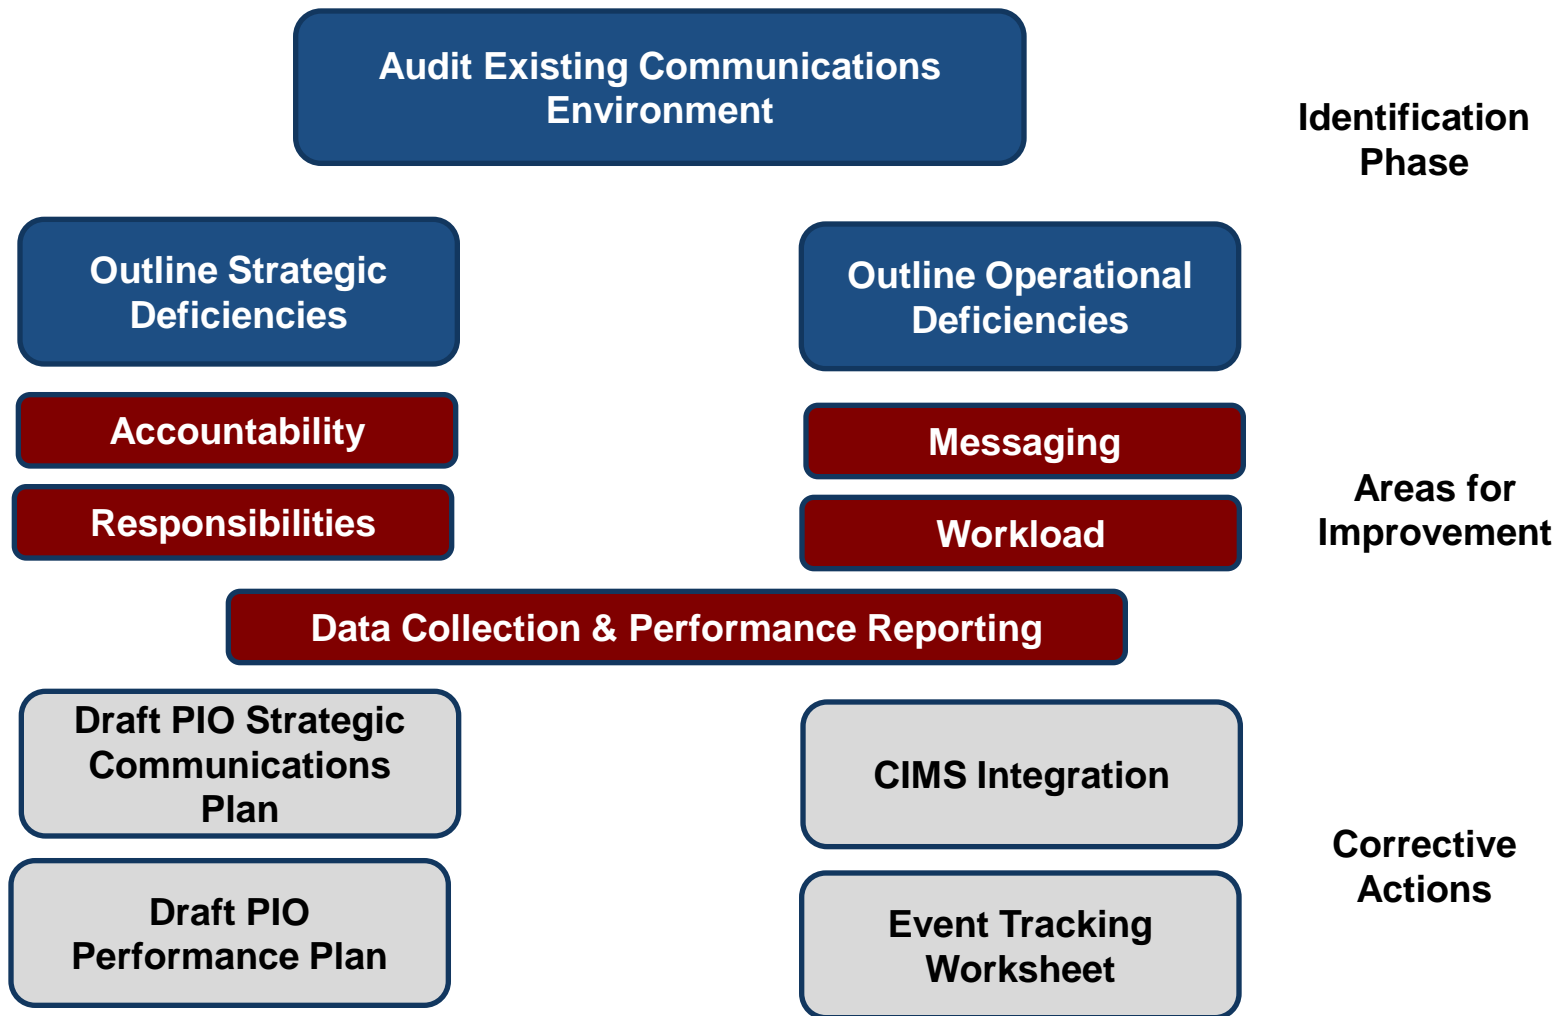 Audit Existing Communications
Environment
Identification
Phase
Outline Strategic
Deficiencies
Outline Operational
Deficiencies
Accountability
Messaging
Responsibilities
Workload
Areas for
Improvement
Data Collection & Performance Reporting
Draft PIO Strategic
Communications
Plan
CIMS Integration
Corrective
Actions
Draft PIO
Performance Plan
Event Tracking
Worksheet